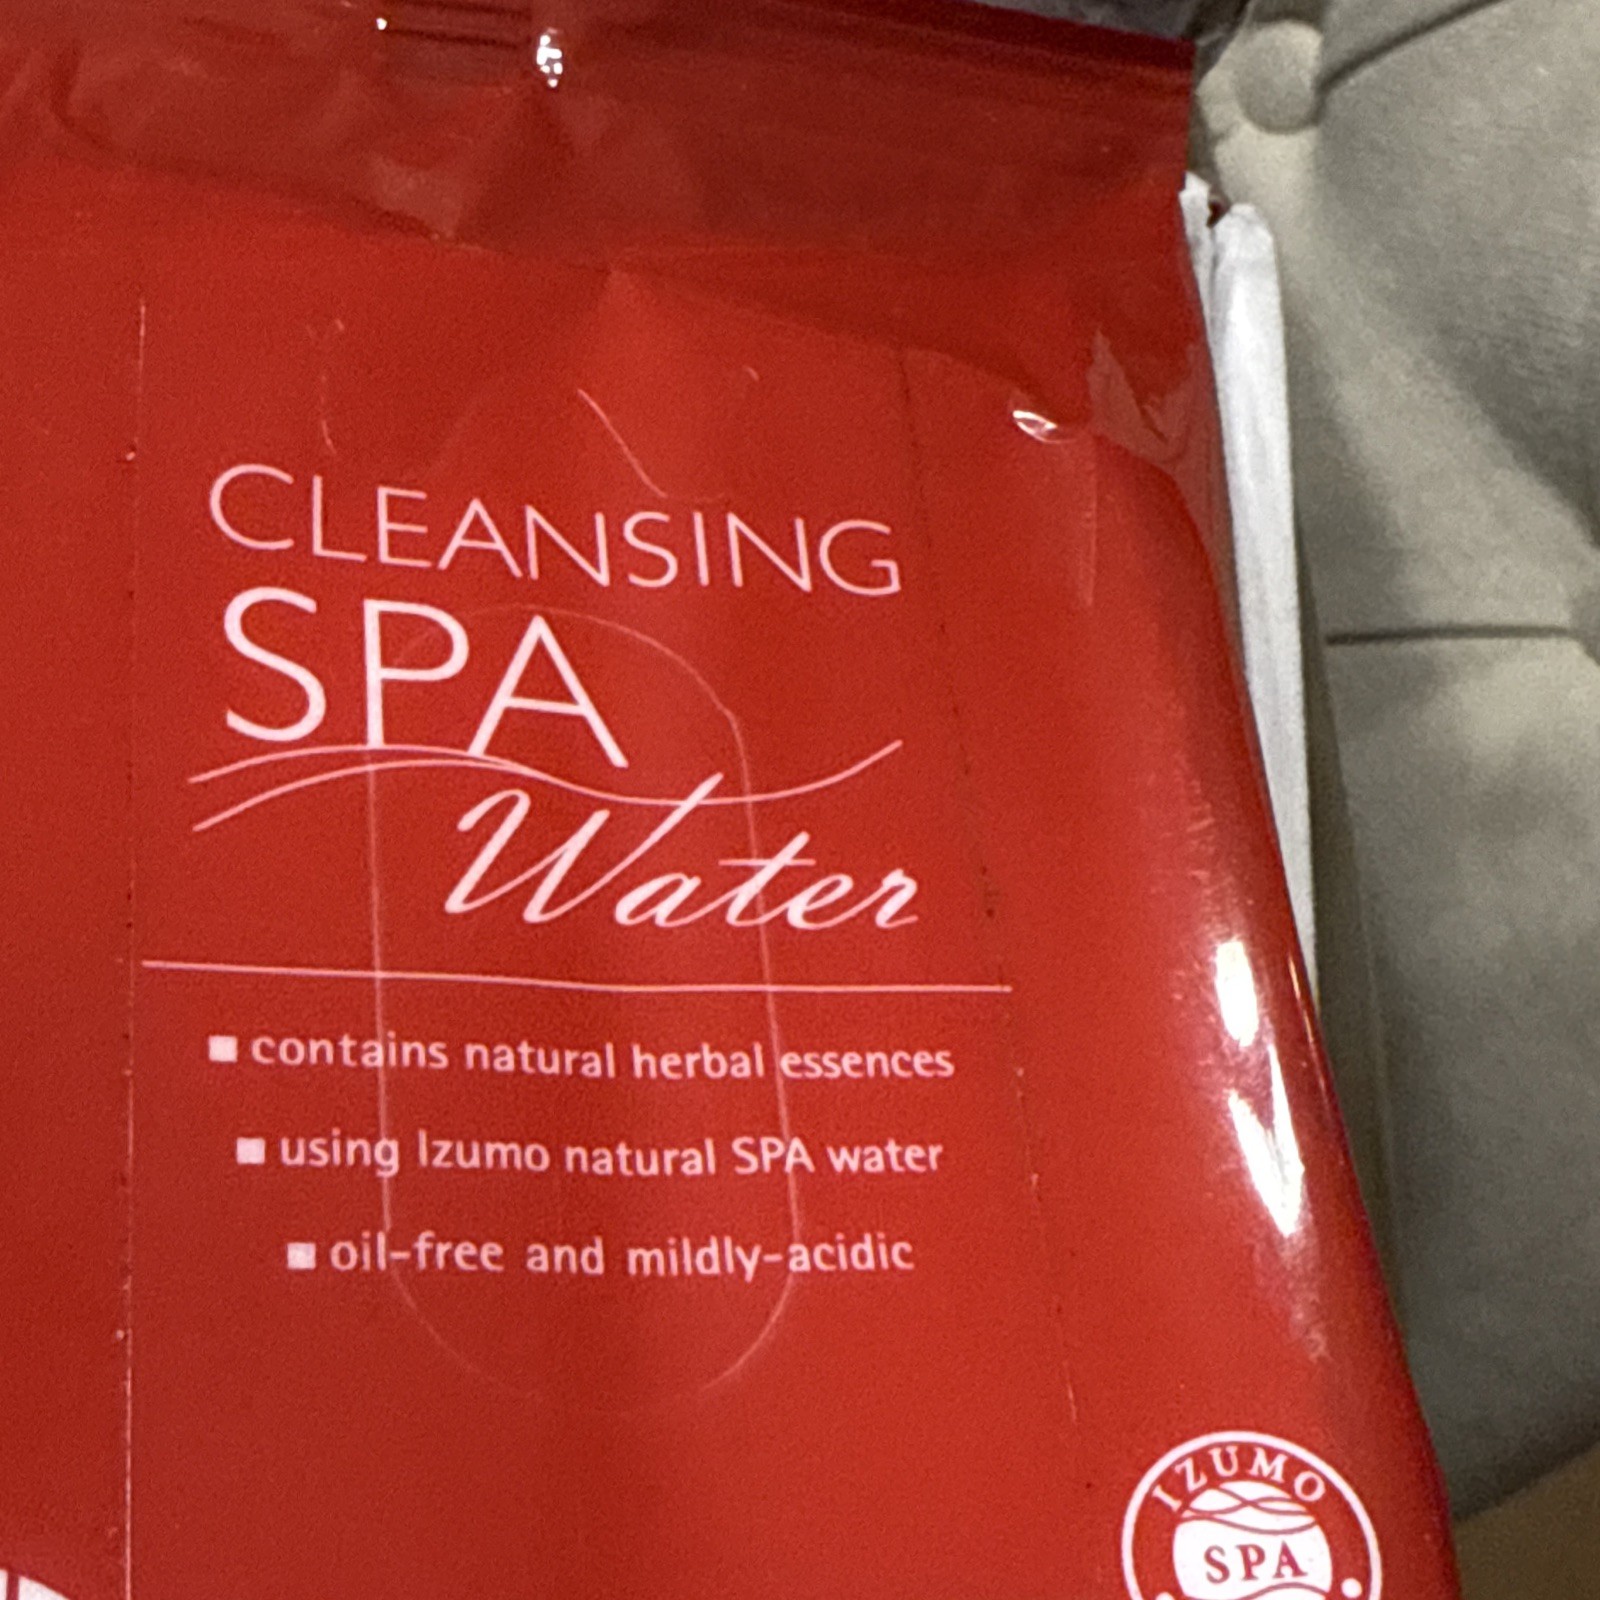 CLEANSING
SPA
Water
■ contains natural herbal essences
■ using Izumo natural SPA water
■ oil-free and mildly-acidic
IZUMO
SPA